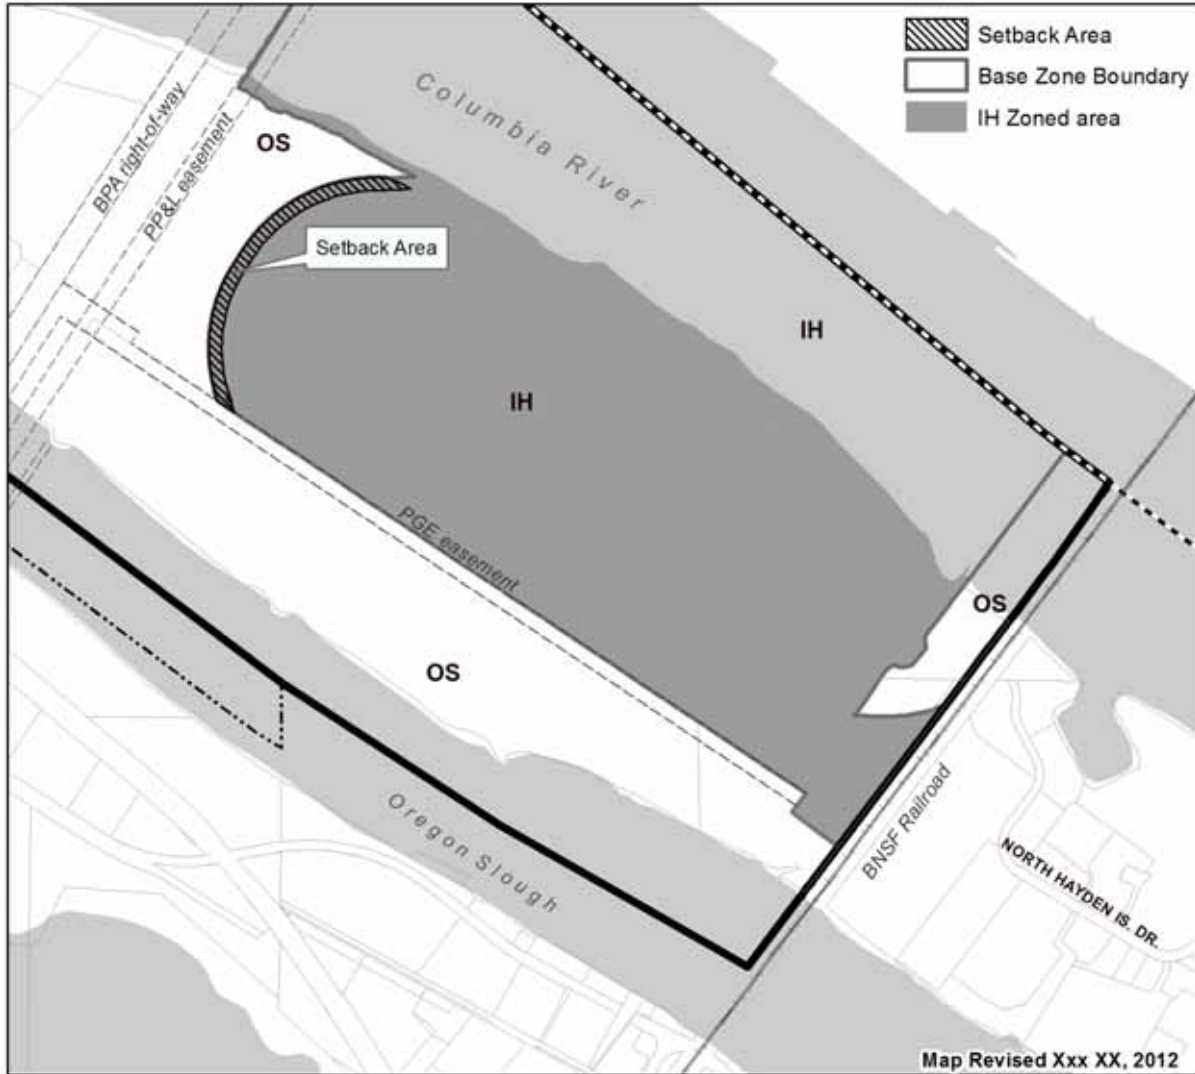 Setback Area
Base Zone Boundary
IH Zoned area
Columbia River
BPA right-of-way
PP&L easement
OS
Setback Area
IH
IH
PGE easement
OS
OS
Oregon Slough
BNSF Railroad
NORTH HAYDEN IS. DR.
Map Revised Xxx XX, 2012